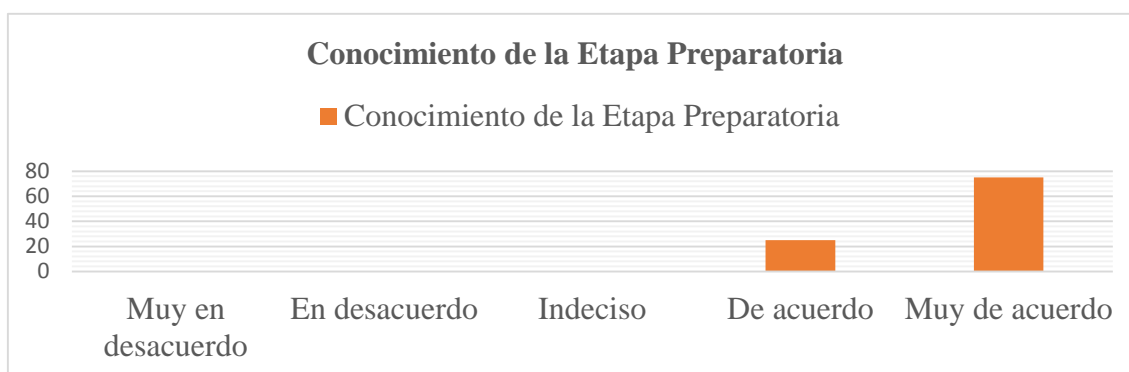 Conocimiento de la Etapa Preparatoria
Conocimiento de la Etapa Preparatoria
80
60
40
20
0
Muy en desacuerdo
En desacuerdo
Indeciso
De acuerdo
Muy de acuerdo